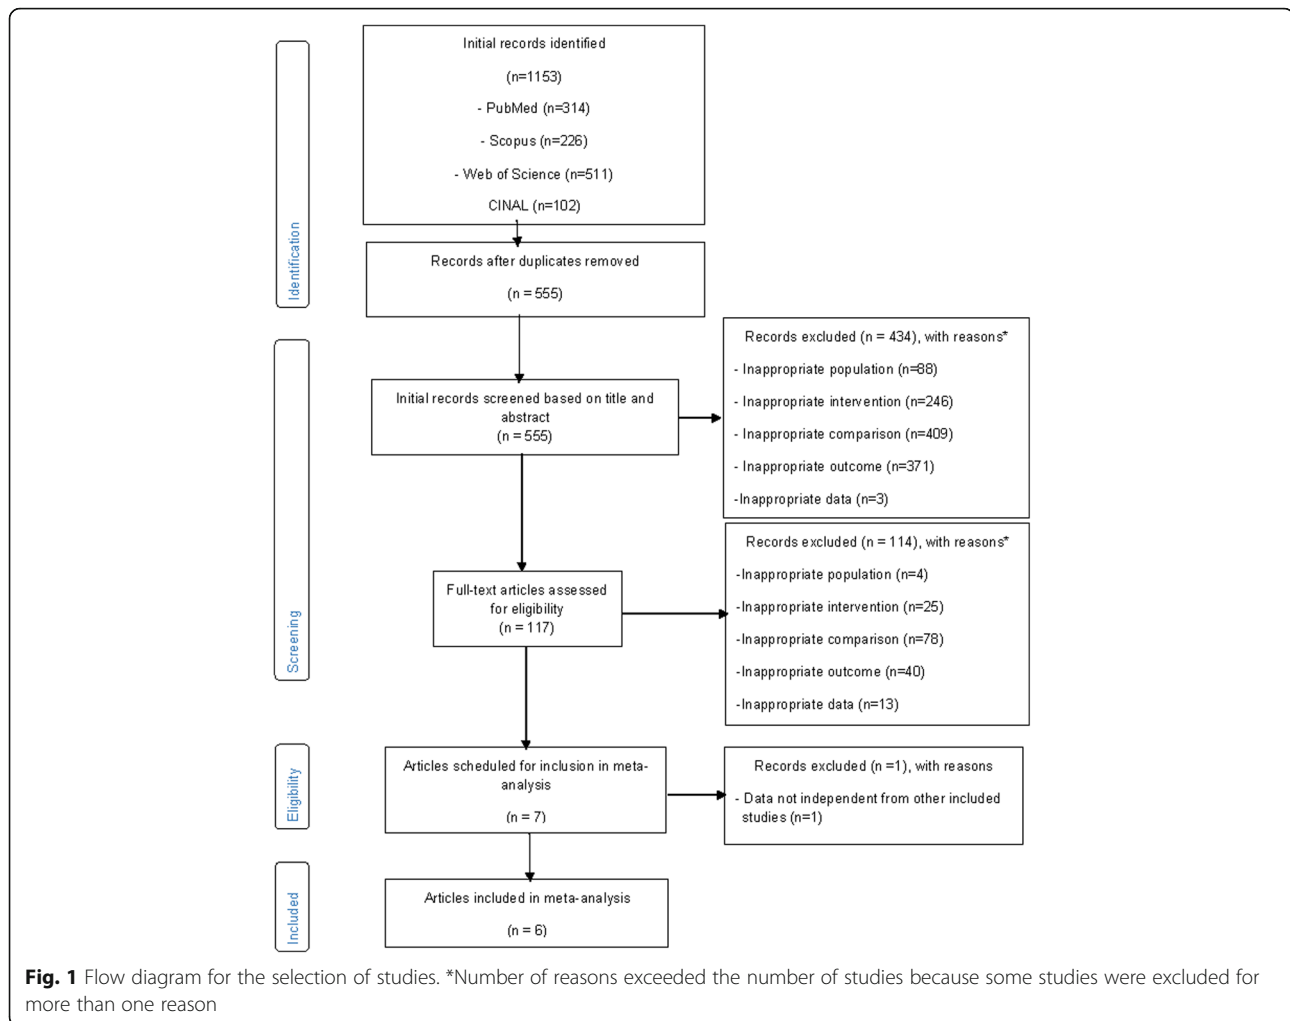 Identification
Initial records identified
(n=1153)
- PubMed (n=314)
- Scopus (n=226)
- Web of Science (n=511)
CINAL (n=102)
Records after duplicates removed
(n = 555)
Screening
Initial records screened based on title and
abstract
(n = 555)
Records excluded (n = 434), with reasons*
- Inappropriate population (n=88)
- Inappropriate intervention (n=246)
- Inappropriate comparison (n=409)
- Inappropriate outcome (n=371)
-Inappropriate data (n=3)
Full-text articles assessed
for eligibility
(n = 117)
Records excluded (n = 114), with reasons*
-Inappropriate population (n=4)
-Inappropriate intervention (n=25)
-Inappropriate comparison (n=78)
-Inappropriate outcome (n=40)
-Inappropriate data (n=13)
Eligibility
Articles scheduled for inclusion in meta-
analysis
(n = 7)
Records excluded (n =1), with reasons
- Data not independent from other included
studies (n=1)
Included
Articles included in meta-analysis
(n = 6)
Fig. 1 Flow diagram for the selection of studies. *Number of reasons exceeded the number of studies because some studies were excluded for
more than one reason